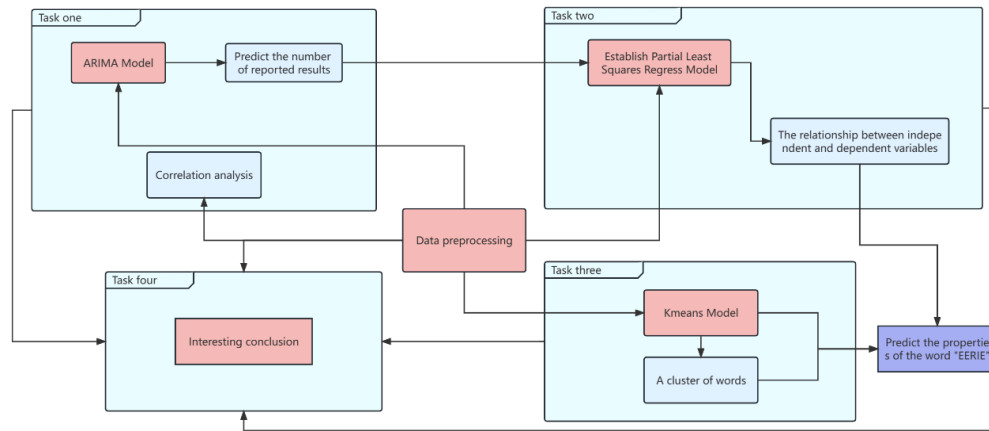 Task one
ARIMA Model
Predict the number
of reported results
Correlation analysis
Task two
Establish Partial Least
Squares Regress Model
The relationship between indepe
ndent and dependent variables
Data preprocessing
Task four
Interesting conclusion
Task three
Kmeans Model
A cluster of words
Predict the propertie
s of the word "EERIE"